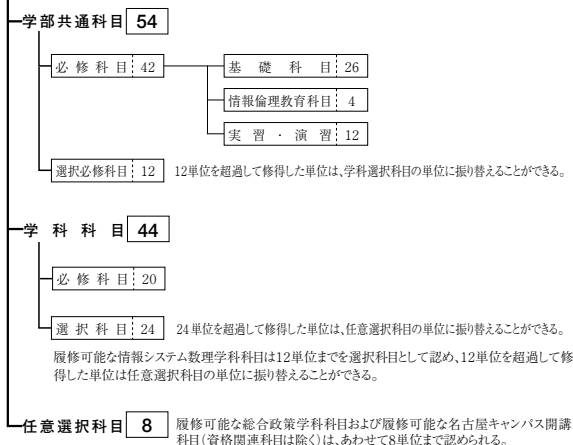 学部共通科目 54
必修科目 42
基礎科目 26
情報倫理教育科目 4
実習・演習 12
選択必修科目 12 12単位を超過して修得した単位は、学科選択科目の単位に振り替えることができる。
学科科目 44
必修科目 20
選択科目 24 24単位を超過して修得した単位は、任意選択科目の単位に振り替えることができる。
履修可能な情報システム数理学科科目は12単位までを選択科目として認め、12単位を超過して修
得した単位は任意選択科目の単位に振り替えることができる。
任意選択科目 8 履修可能な総合政策学科科目および履修可能な名古屋キャンパス開講
科目(資格関連科目は除く)は、あわせて8単位まで認められる。